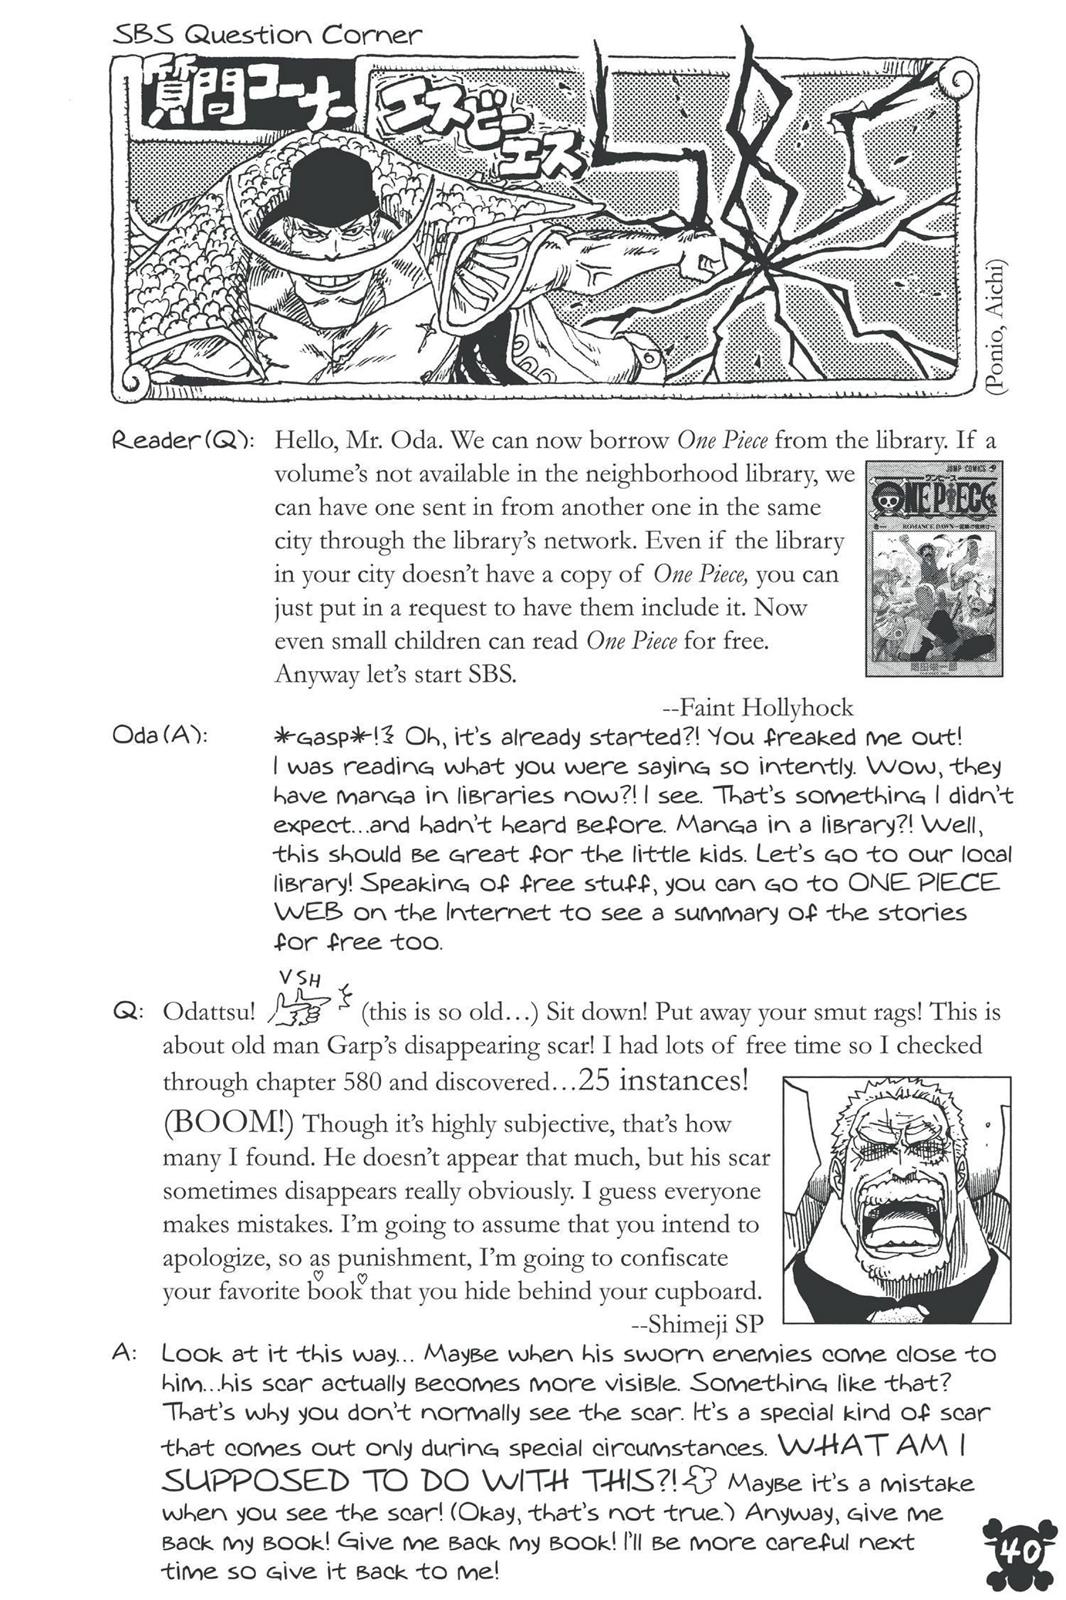 SBS Question Corner
質問コーナー
エスビーエス
SBS
(Ponio, Aichi)
Reader(Q): Hello, Mr. Oda. We can now borrow One Piece from the library. If a
volume's not available in the neighborhood library, we
can have one sent in from another one in the same
city through the library's network. Even if the library
in your city doesn't have a copy of One Piece, you can
just put in a request to have them include it. Now
even small children can read One Piece for free.
Anyway let's start SBS.
--Faint Hollyhock
JUMP COMICS
ワンピース
ONE PIECE
巻一
ROMANCE DAWN
尾田栄一郎
Oda(A): *Gasp*! Oh, it's already started?! You freaked me out!
I was reading what you were saying so intently. Wow, they
have manga in libraries now?! I see. That's something I didn't
expect...and hadn't heard before. Manga in a library?! Well,
this should be great for the little kids. Let's go to our local
library! Speaking of free stuff, you can go to ONE PIECE
WEB on the Internet to see a summary of the stories
for free too.
VSH
Q: Odattsu! (this is so old...) Sit down! Put away your smut rags! This is
about old man Garp's disappearing scar! I had lots of free time so I checked
through chapter 580 and discovered...25 instances!
(BOOM!) Though it's highly subjective, that's how
many I found. He doesn't appear that much, but his scar
sometimes disappears really obviously. I guess everyone
makes mistakes. I'm going to assume that you intend to
apologize, so as punishment, I'm going to confiscate
your favorite book that you hide behind your cupboard.
--Shimeji SP
A: Look at it this way... Maybe when his sworn enemies come close to
him...his scar actually becomes more visible. Something like that?
That's why you don't normally see the scar. It's a special kind of scar
that comes out only during special circumstances. WHAT AM I
SUPPOSED TO DO WITH THIS?! Maybe it's a mistake
when you see the scar! (Okay, that's not true.) Anyway, give me
back my book! Give me back my book! I'll be more careful next
time so give it back to me!
40